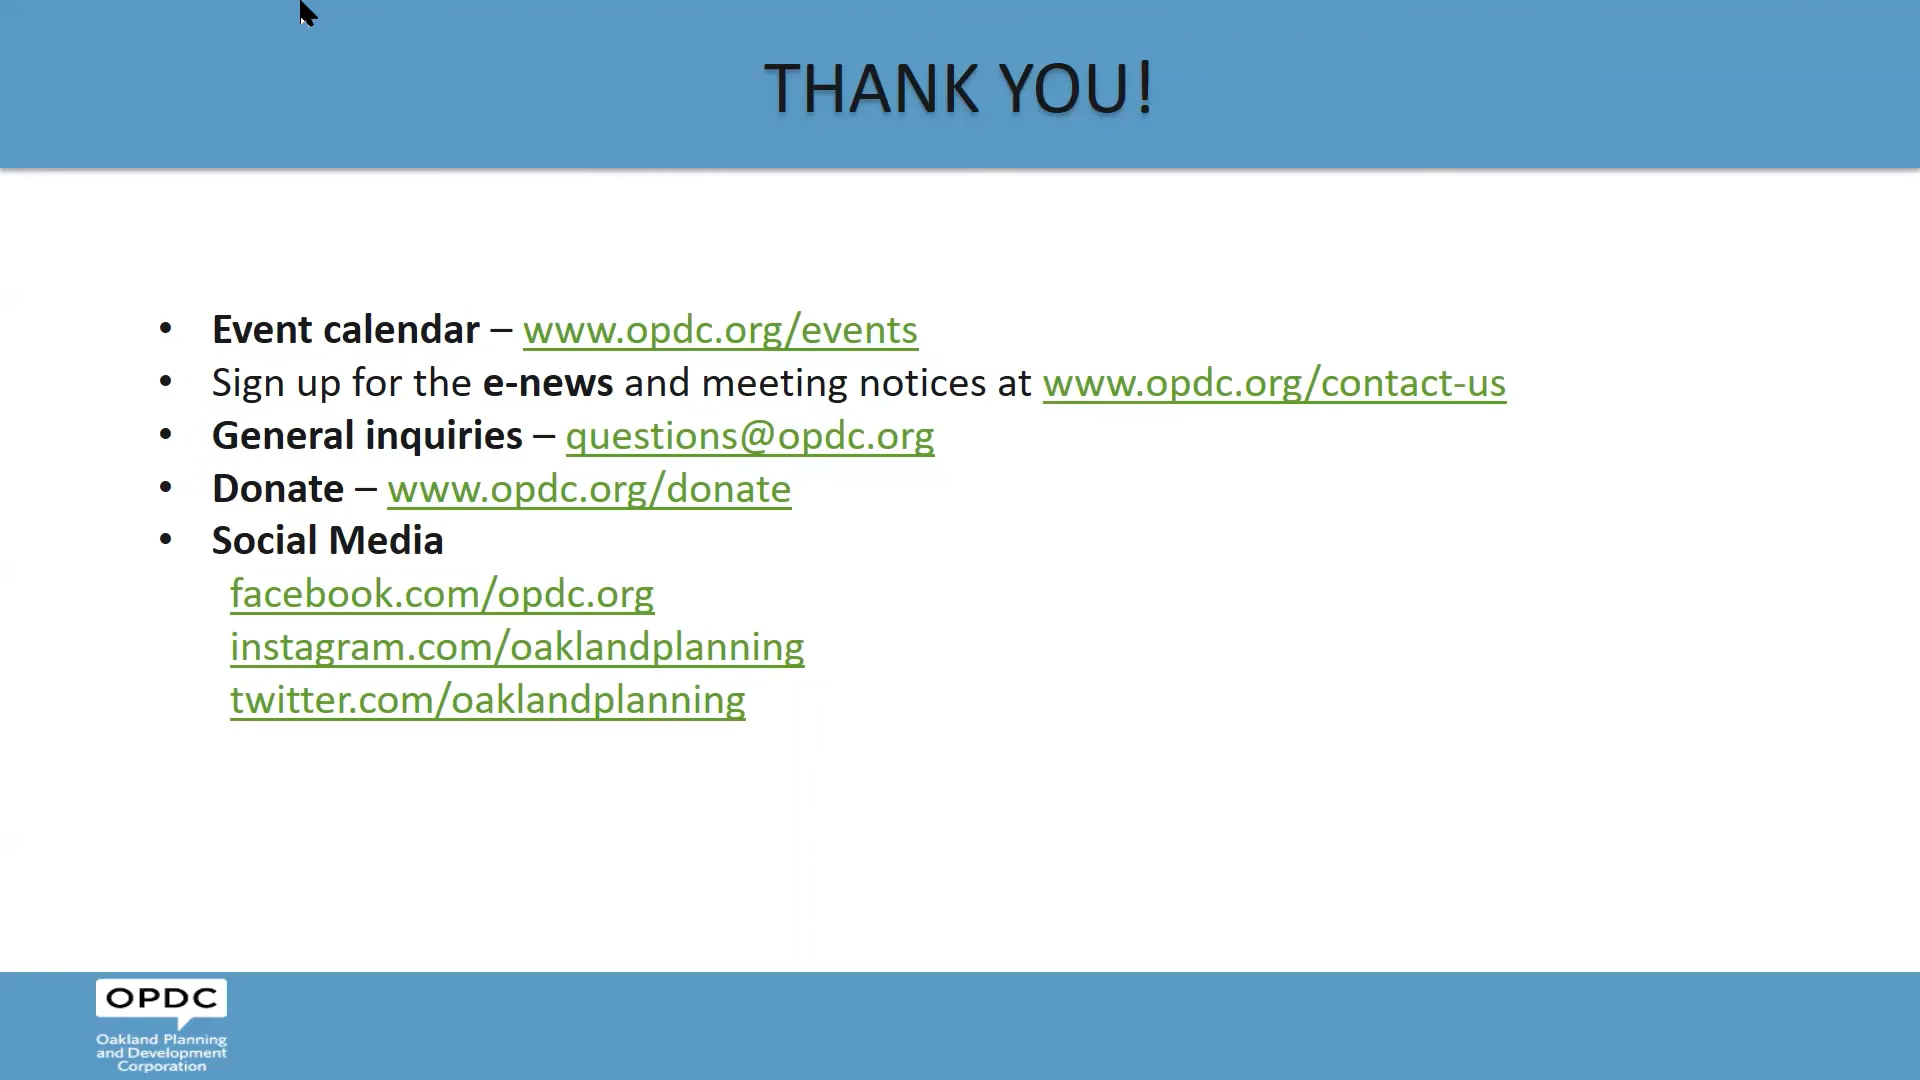 THANK YOU!
• Event calendar – www.opdc.org/events
• Sign up for the e-news and meeting notices at www.opdc.org/contact-us
• General inquiries – questions@opdc.org
• Donate – www.opdc.org/donate
• Social Media
facebook.com/opdc.org
instagram.com/oaklandplanning
twitter.com/oaklandplanning
OPDC
Oakland Planning
and Development
Corporation